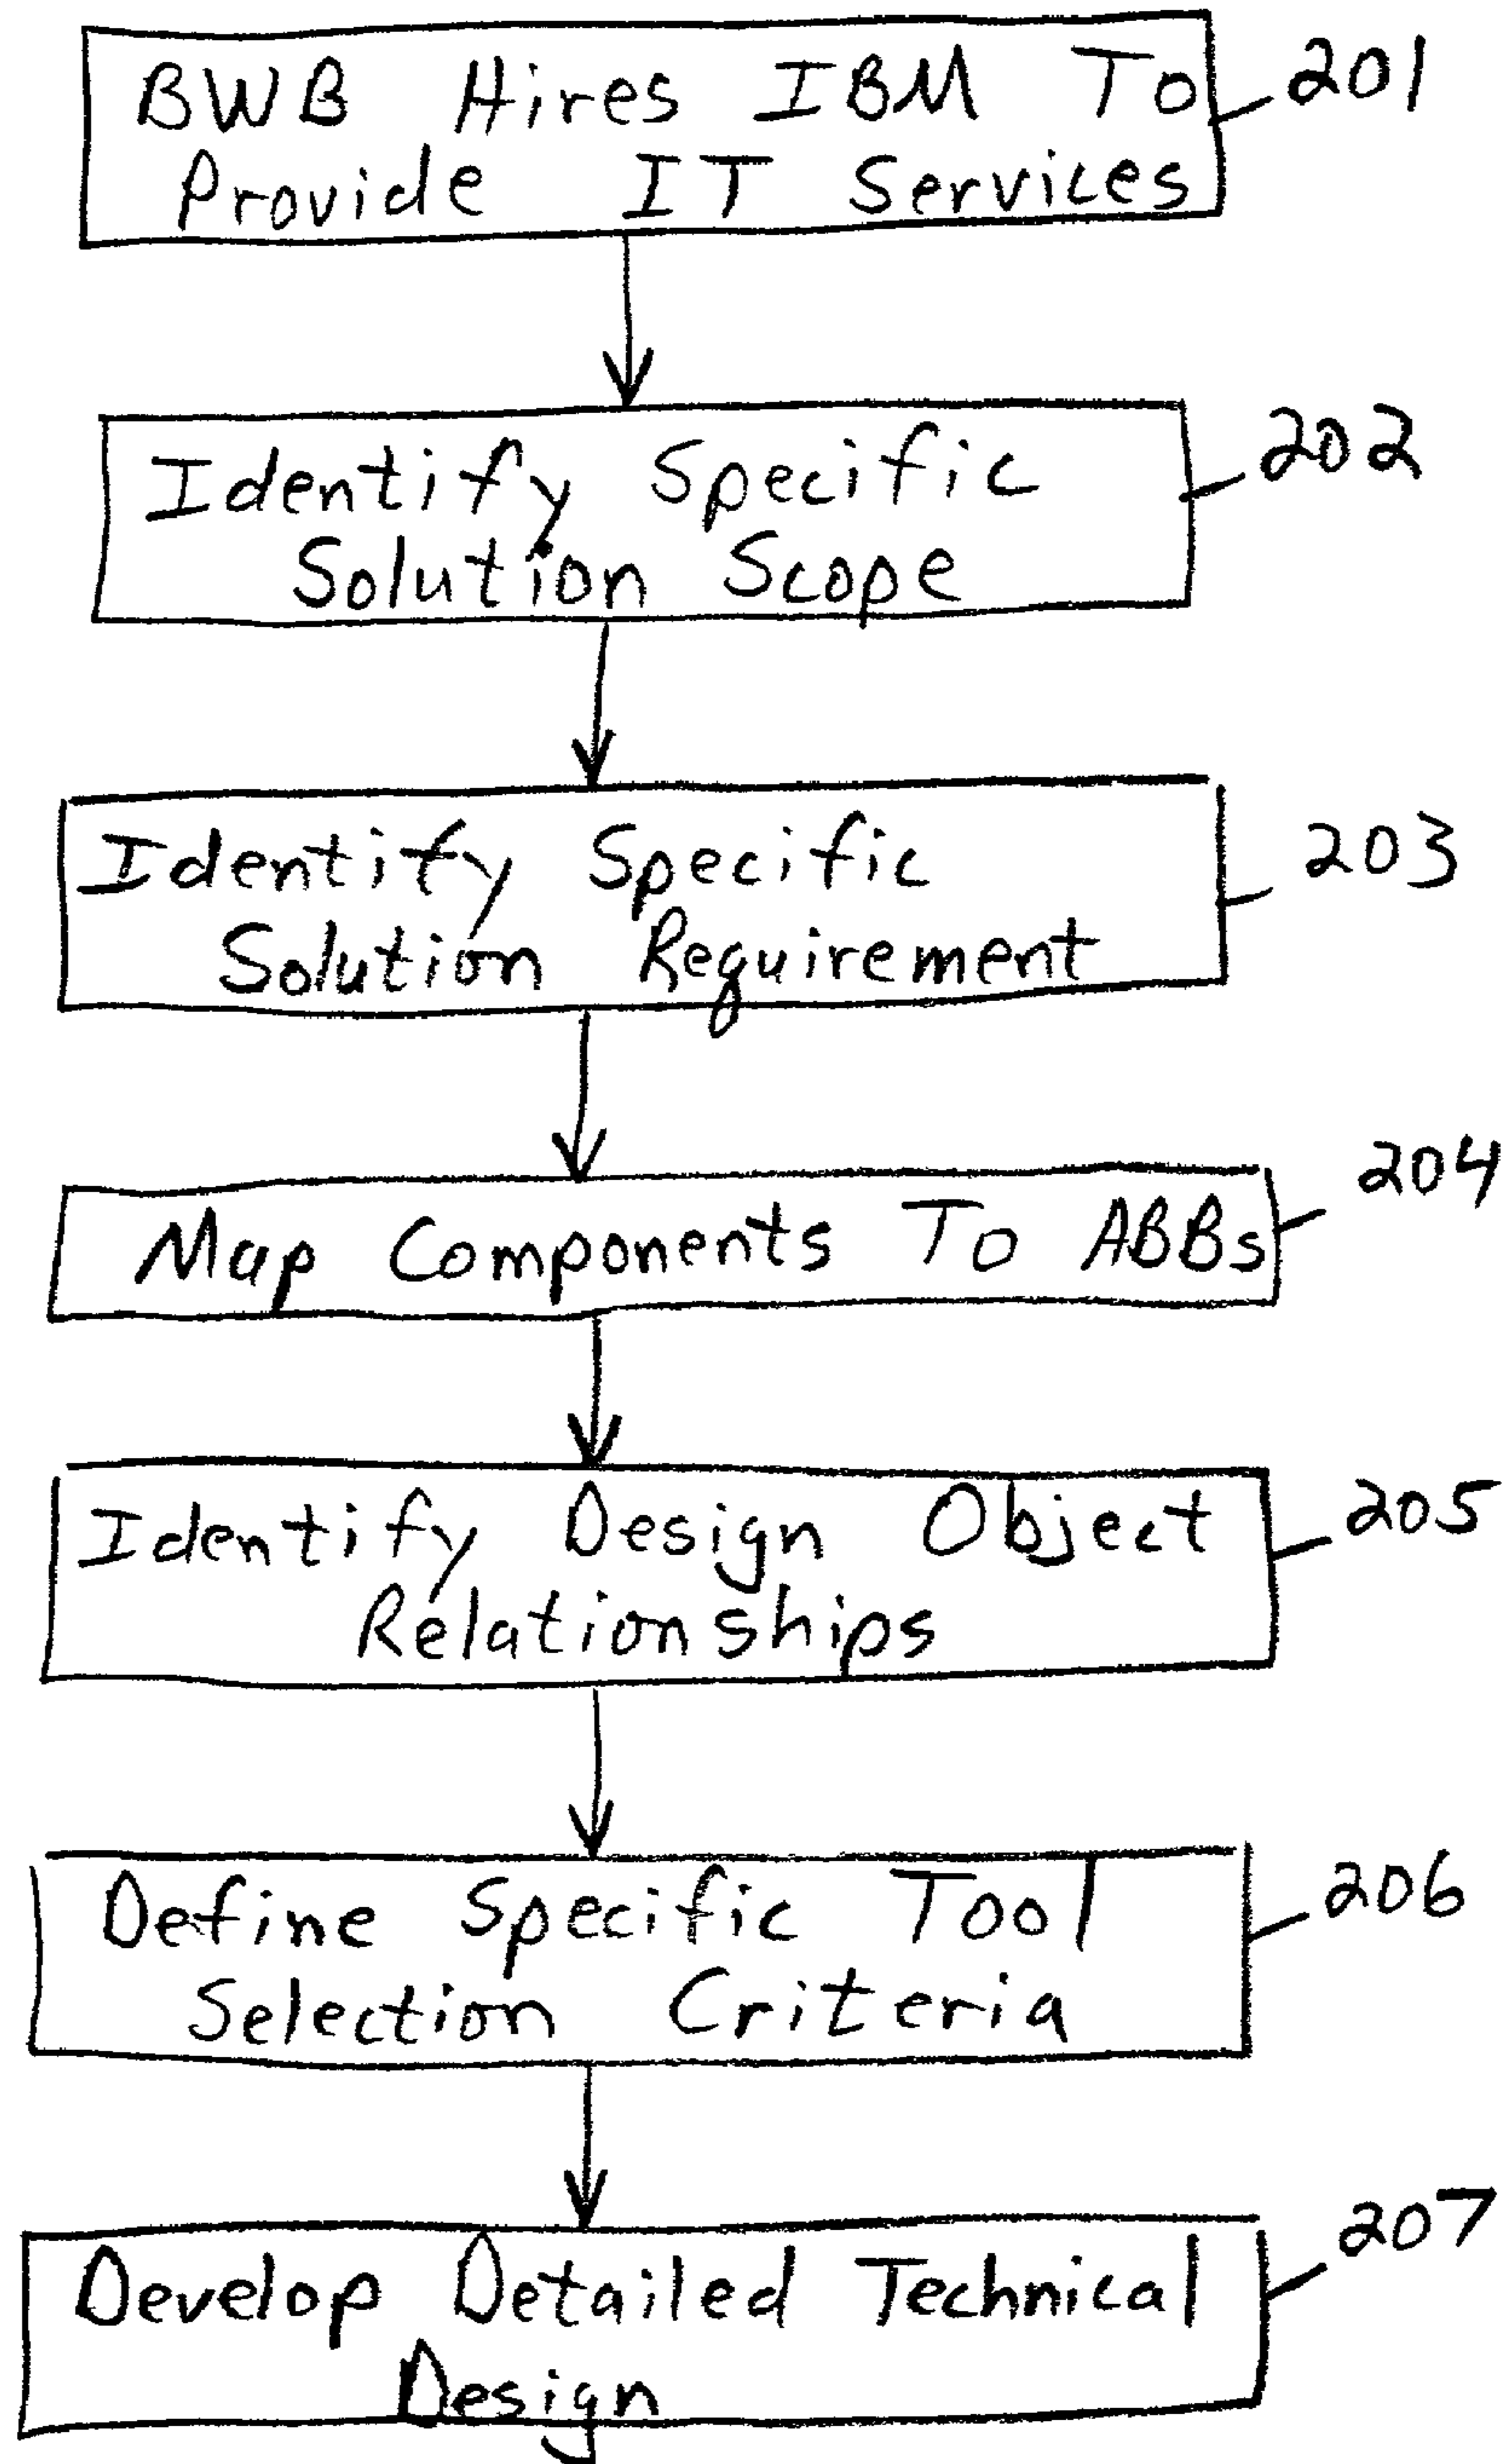 BWB Hires IBM To
Provide IT Services
201
Identify Specific
Solution Scope
202
Identify Specific
Solution Requirement
203
Map Components To ABBs
204
Identify Design Object
Relationships
205
Define Specific Tool
Selection Criteria
206
Develop Detailed Technical
Design
207